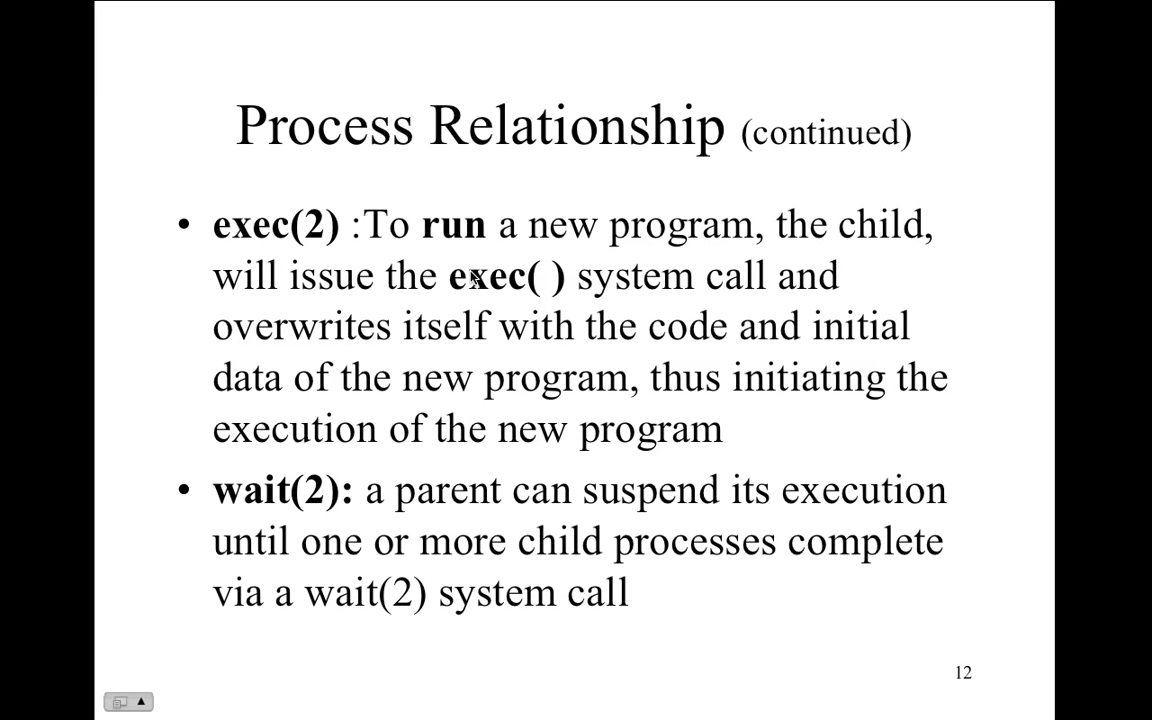 Process Relationship (continued)
• exec(2) :To run a new program, the child,
will issue the exec( ) system call and
overwrites itself with the code and initial
data of the new program, thus initiating the
execution of the new program
• wait(2): a parent can suspend its execution
until one or more child processes complete
via a wait(2) system call
12